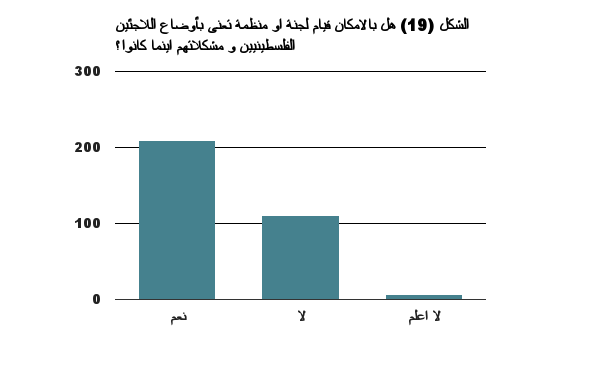 الشكل (19) هل بالامكان قيام لجنة او منظمة تعنى بأوضاع اللاجئين
الفلسطينيين و مشكلاتهم اينما كانوا؟
300
200
100
0
نعم
لا
لا اعلم